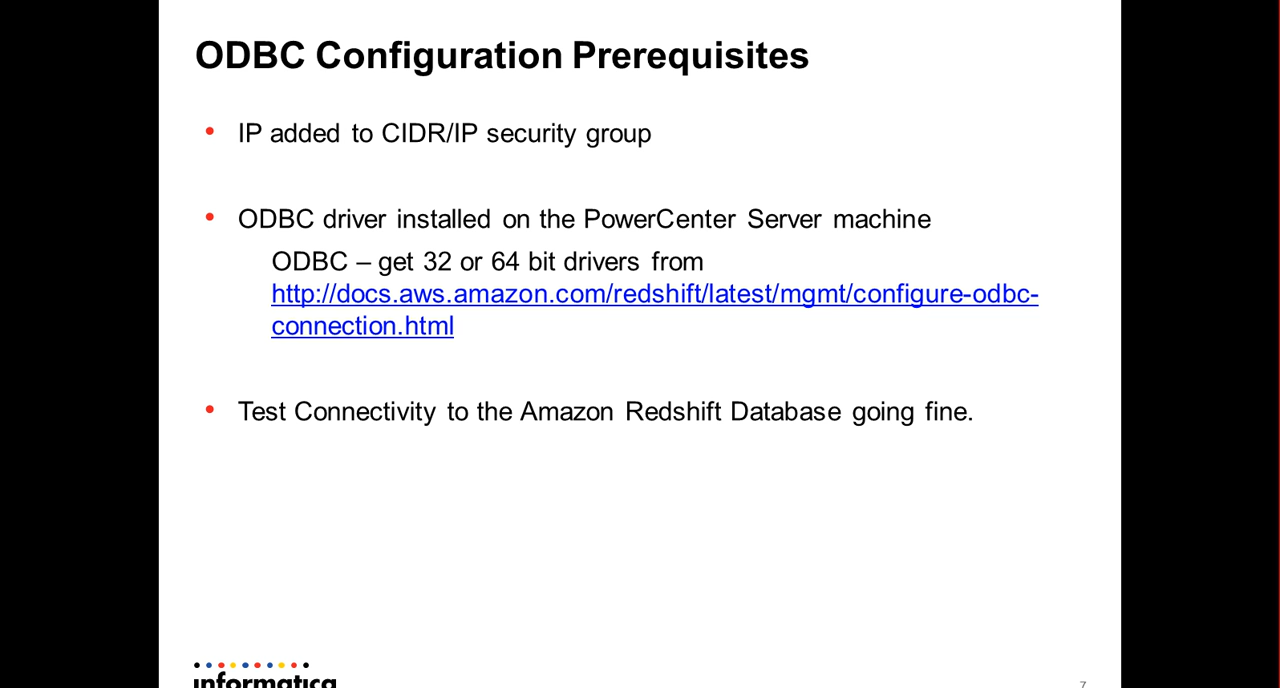 ODBC Configuration Prerequisites
• IP added to CIDR/IP security group
• ODBC driver installed on the PowerCenter Server machine
ODBC – get 32 or 64 bit drivers from
http://docs.aws.amazon.com/redshift/latest/mgmt/configure-odbc-
connection.html
• Test Connectivity to the Amazon Redshift Database going fine.
informatica
7